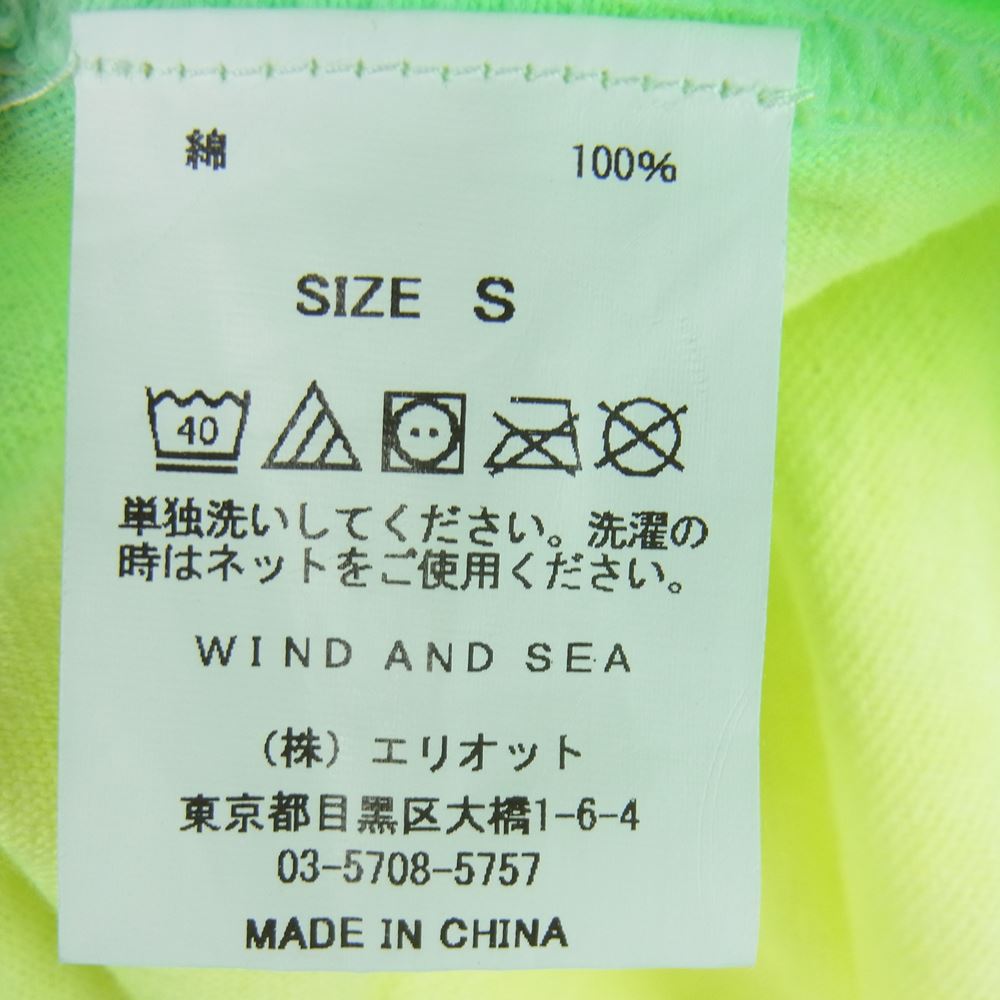 綿 100%
SIZE S
40
単独洗いしてください。洗濯の
時はネットをご使用ください。
WIND AND SEA
（株）エリオット
東京都目黒区大橋1-6-4
03-5708-5757
MADE IN CHINA